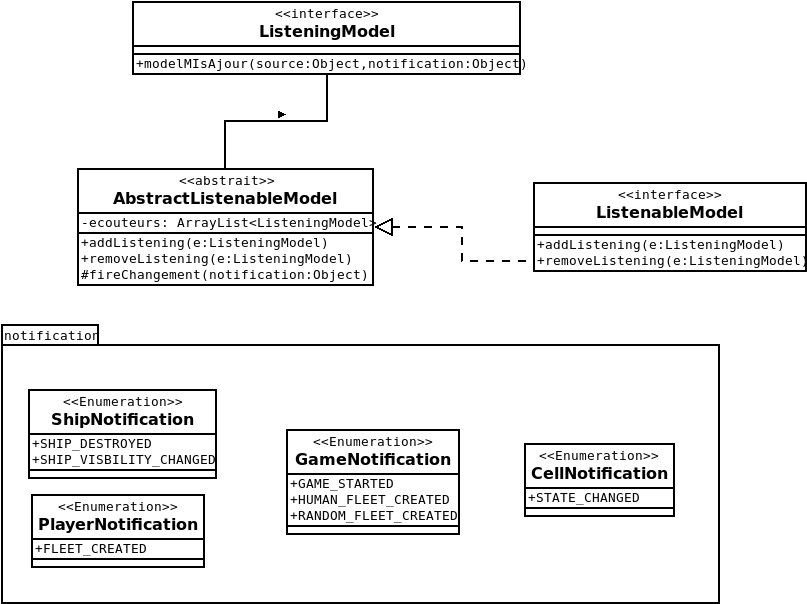 <<interface>>
ListeningModel
+modelMIsAjour(source:Object,notification:Object)
<<abstrait>>
AbstractListenableModel
-ecouteurs: ArrayList<ListeningModel>
+addListening(e:ListeningModel)
+removeListening(e:ListeningModel)
#fireChangement(notification:Object)
<<interface>>
ListenableModel
+addListening(e:ListeningModel)
+removeListening(e:ListeningModel)
notification
<<Enumeration>>
ShipNotification
+SHIP_DESTROYED
+SHIP_VISBILITY_CHANGED
<<Enumeration>>
PlayerNotification
+FLEET_CREATED
<<Enumeration>>
GameNotification
+GAME_STARTED
+HUMAN_FLEET_CREATED
+RANDOM_FLEET_CREATED
<<Enumeration>>
CellNotification
+STATE_CHANGED